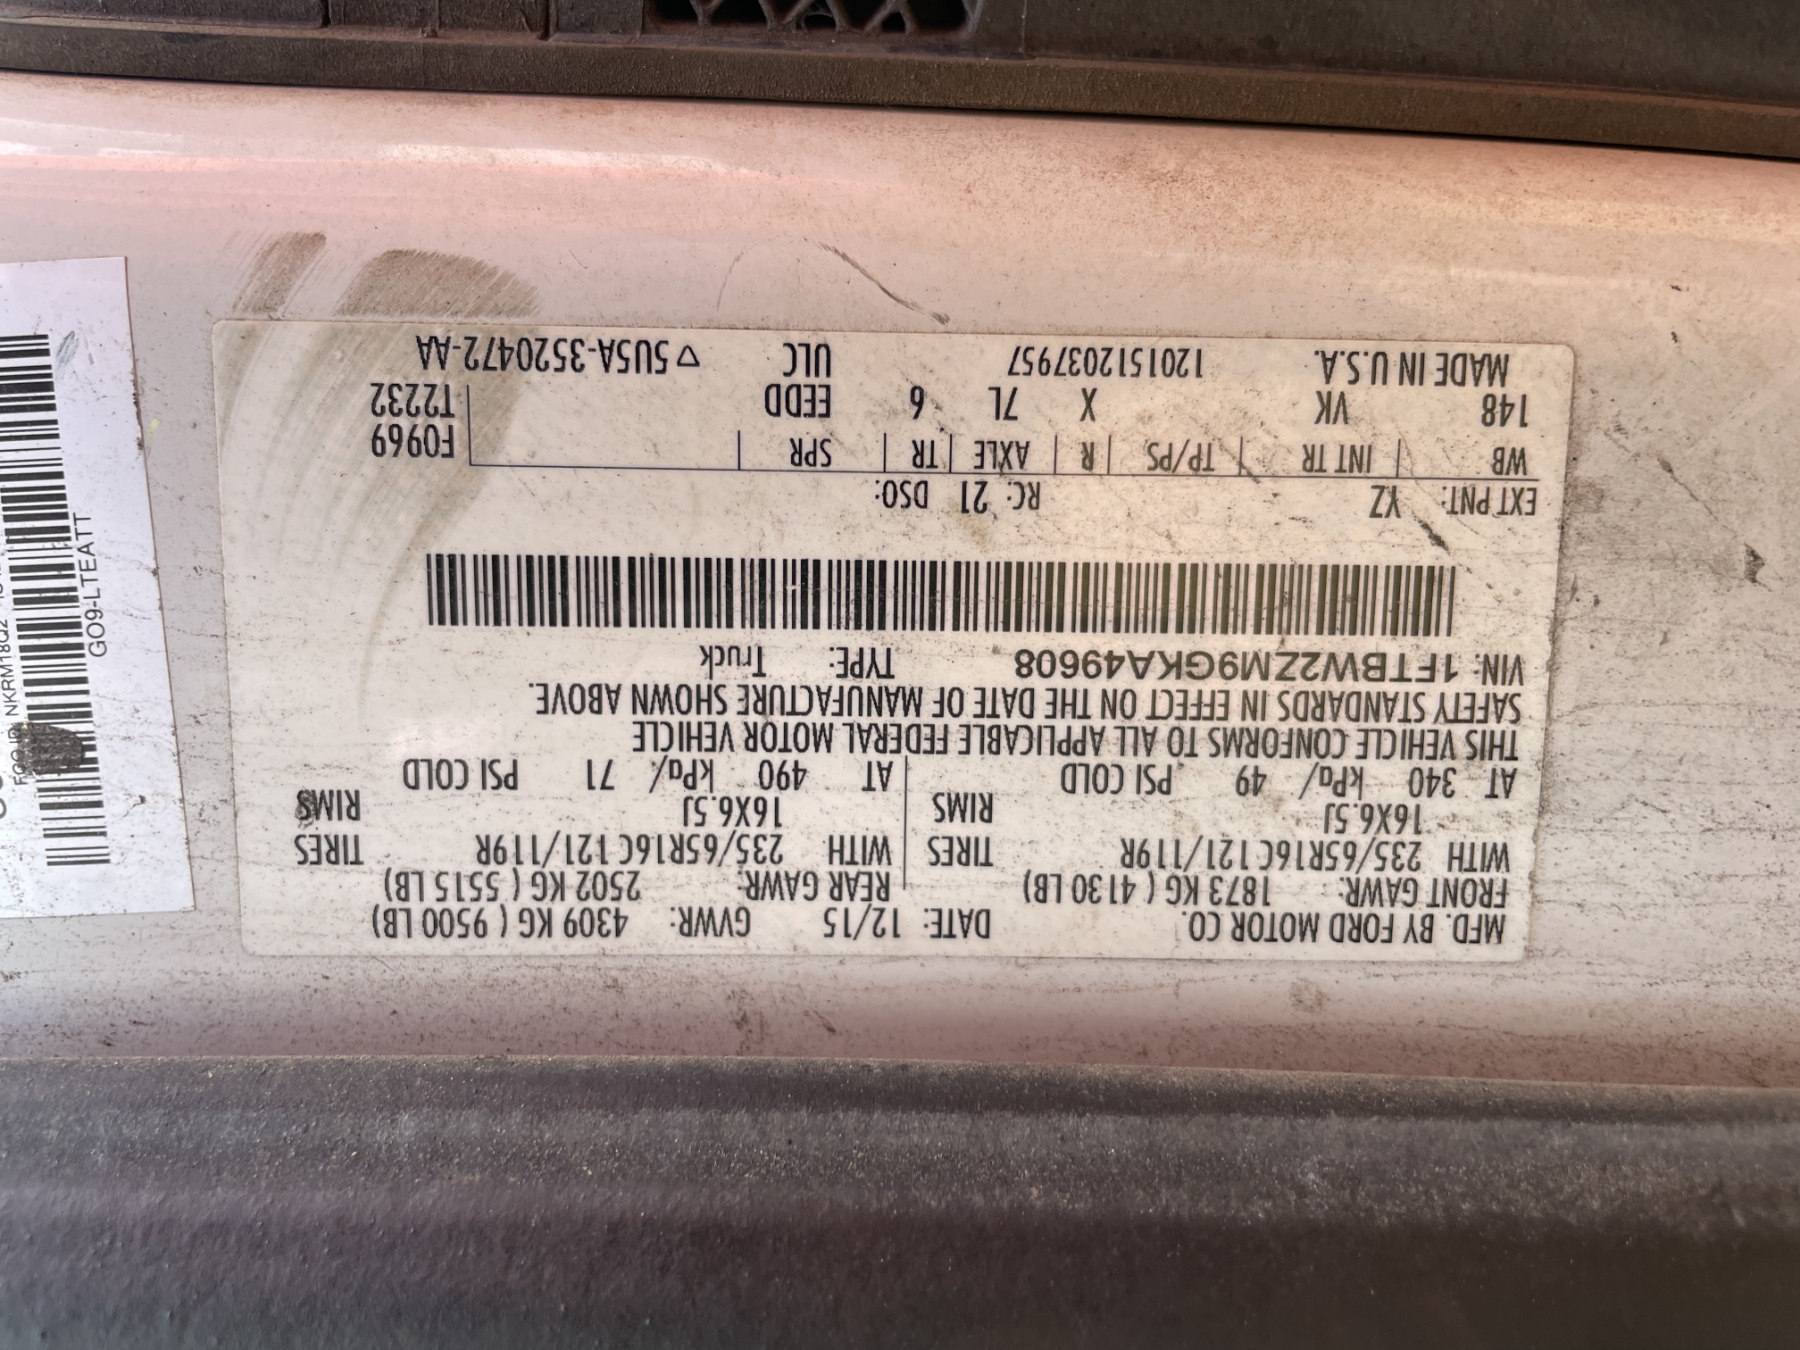 MFD. BY FORD MOTOR CO. DATE: 12/15 GVWR: 4309 KG ( 9500 LB)
FRONT GAWR: 1873 KG ( 4130 LB) REAR GAWR: 2502 KG ( 5515 LB)
WITH 235/65R16C 121/119R TIRES WITH 235/65R16C 121/119R TIRES
16X6.5J RIMS 16X6.5J RIMS
AT 340 kPa/ 49 PSI COLD AT 490 kPa/ 71 PSI COLD
THIS VEHICLE CONFORMS TO ALL APPLICABLE FEDERAL MOTOR VEHICLE
SAFETY STANDARDS IN EFFECT ON THE DATE OF MANUFACTURE SHOWN ABOVE.
VIN: 1FTBW2ZM9GKA49608 TYPE: Truck
EXT PNT: YZ RC: 21 DSO:
WB INT TR TP/PS R AXLE TR SPR F0969
148 VK X 7L 6 EEDD T2232
MADE IN U.S.A. 120151203795​7 ULC ▽ 5U5A-3520472-AA
NKRM18Q2
GO9-LTEATT